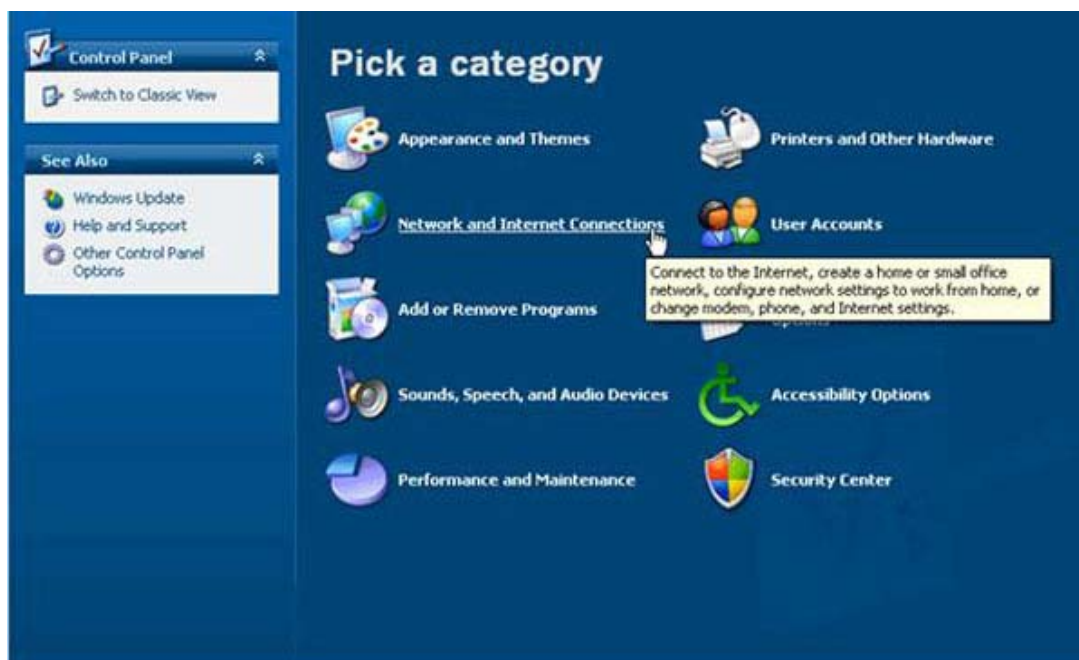 Control Panel
Switch to Classic View
See Also
Windows Update
Help and Support
Other Control Panel
Options
Pick a category
Appearance and Themes
Printers and Other Hardware
Network and Internet Connections
User Accounts
Connect to the Internet, create a home or small office
network, configure network settings to work from home, or
change modem, phone, and Internet settings.
Add or Remove Programs
Options
Sounds, Speech, and Audio Devices
Accessibility Options
Performance and Maintenance
Security Center